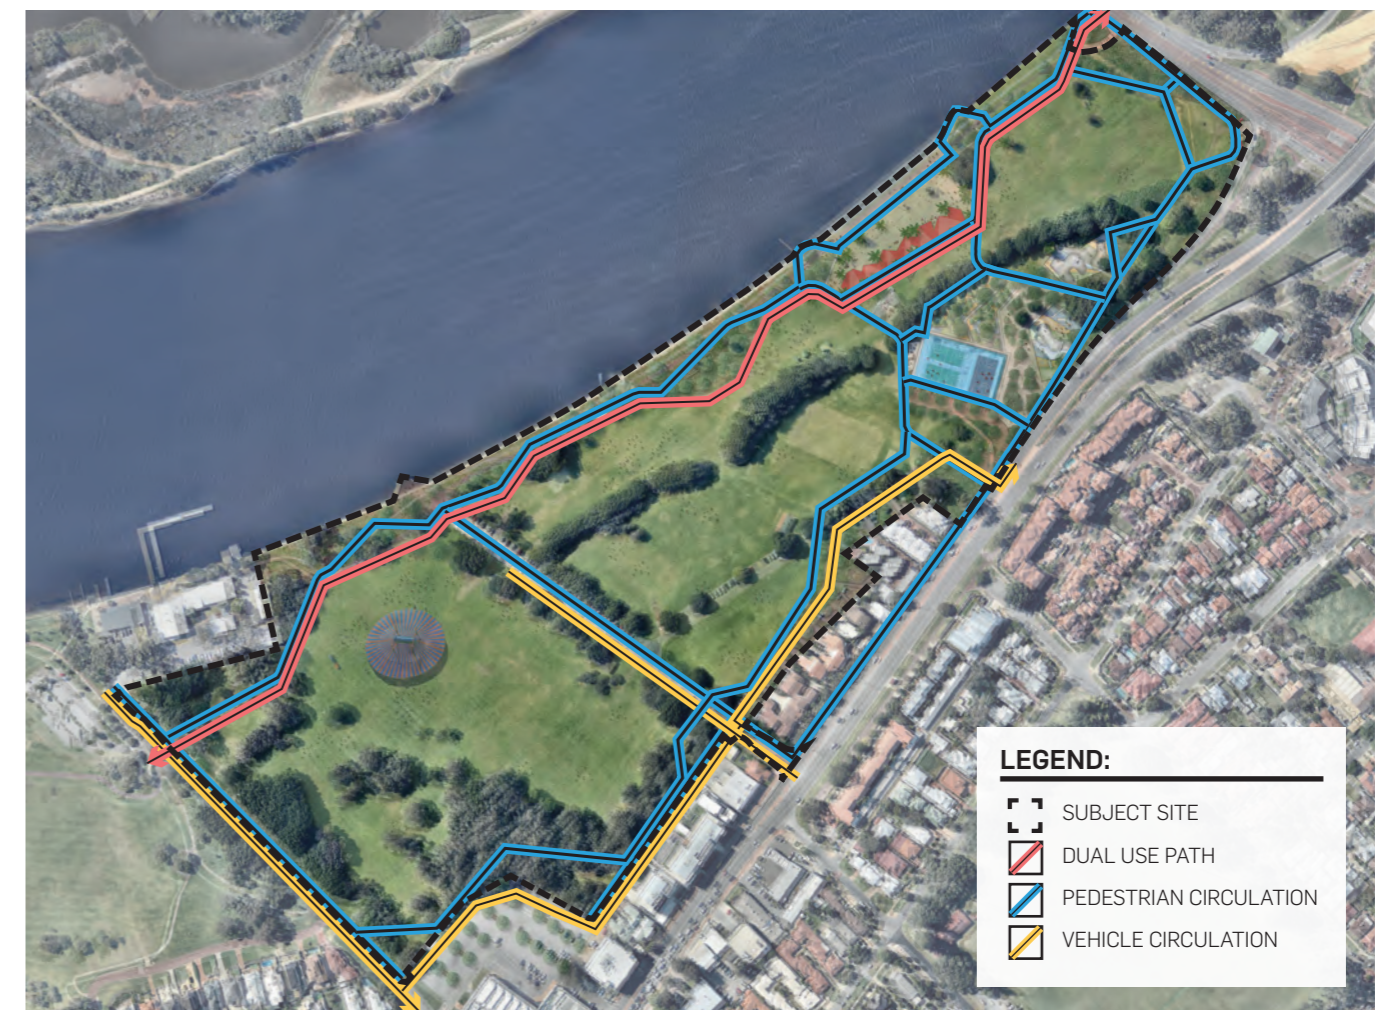 LEGEND:
SUBJECT SITE
DUAL USE PATH
PEDESTRIAN CIRCULATION
VEHICLE CIRCULATION